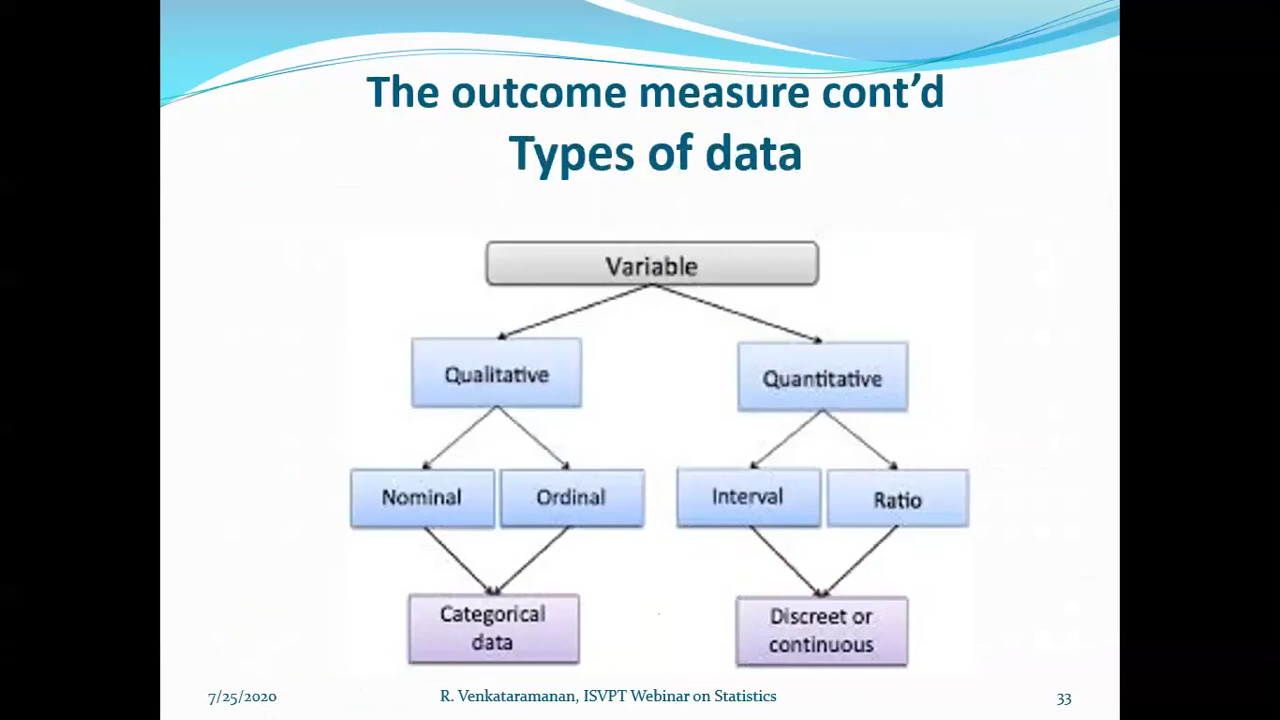 The outcome measure cont’d
Types of data
Variable
Qualitative
Quantitative
Nominal
Ordinal
Interval
Ratio
Categorical
data
Discreet or
continuous
7/25/2020
R. Venkataramanan, ISVPT Webinar on Statistics
33